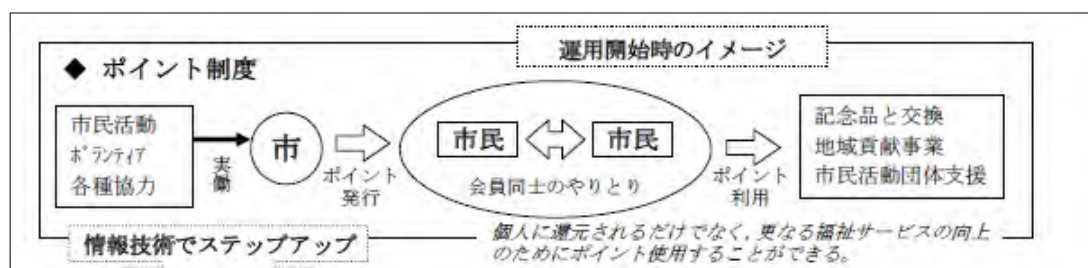 運用開始時のイメージ
◆ ポイント制度
市民活動
ボランティア
各種協力
実働
市
ポイント
発行
市民
市民
会員同士のやりとり
ポイント
利用
記念品と交換
地域貢献事業
市民活動団体支援
情報技術でステップアップ
個人に還元されるだけでなく，更なる福祉サービスの向上
のためにポイント使用することができる。